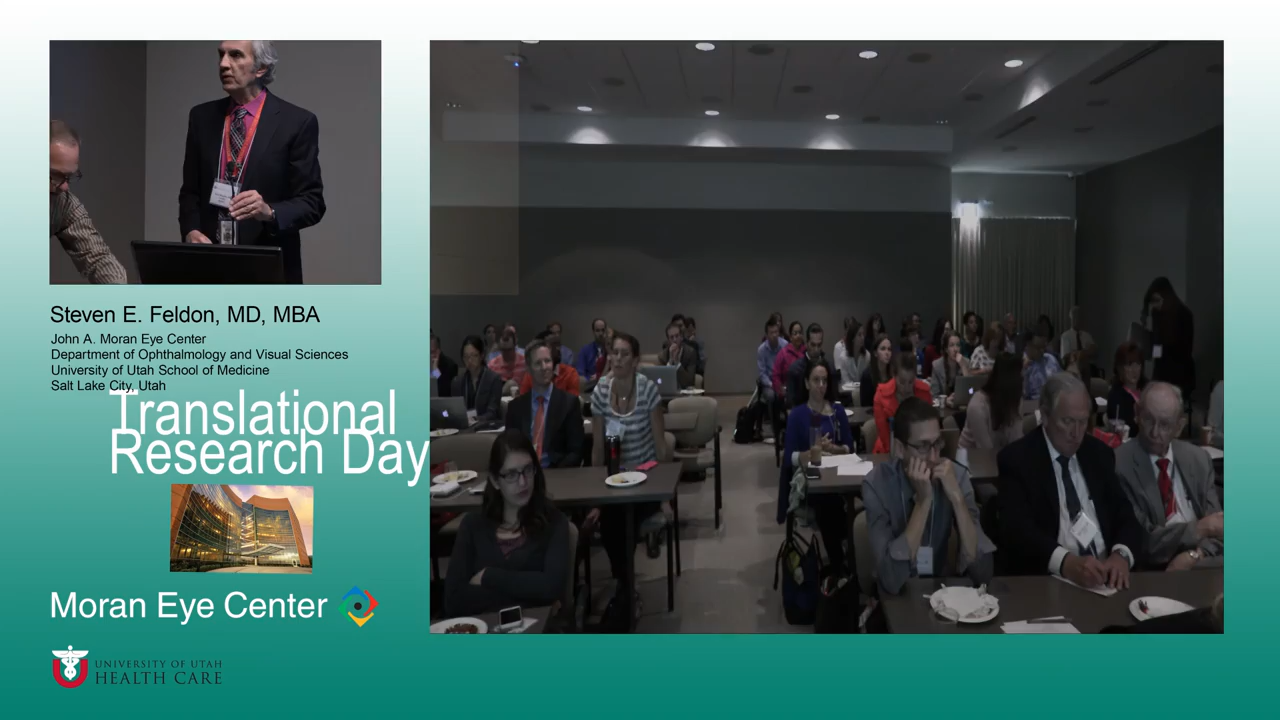 Steven E. Feldon, MD, MBA
John A. Moran Eye Center
Department of Ophthalmology and Visual Sciences
University of Utah School of Medicine
Salt Lake City, Utah
Translational
Research Day
Moran Eye Center
UNIVERSITY OF UTAH
HEALTH CARE